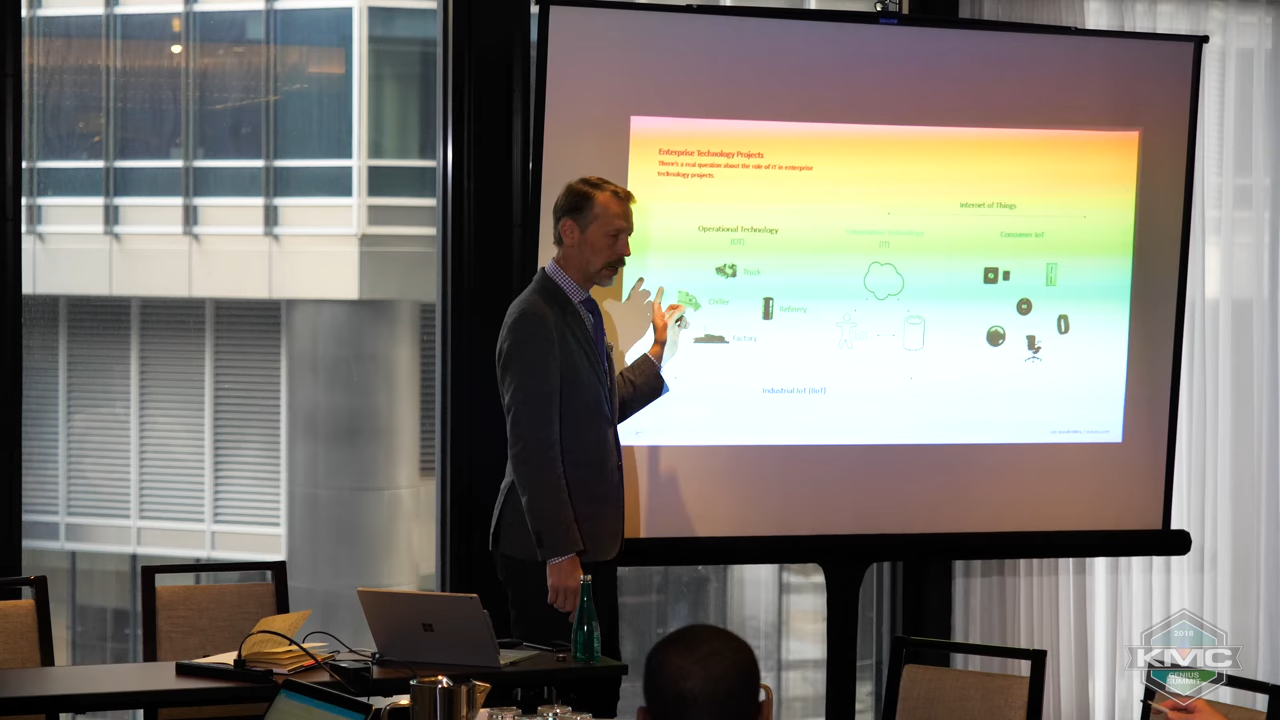 Enterprise Technology Projects
There's a real question about the role of IT in enterprise
technology projects.
Internet of Things
Operational Technology
(OT)
(IT)
Consumer IoT
Truck
Chiller
Refinery
Factory
Industrial IoT (IIoT)
2018
KMC
GENIUS
SUMMIT